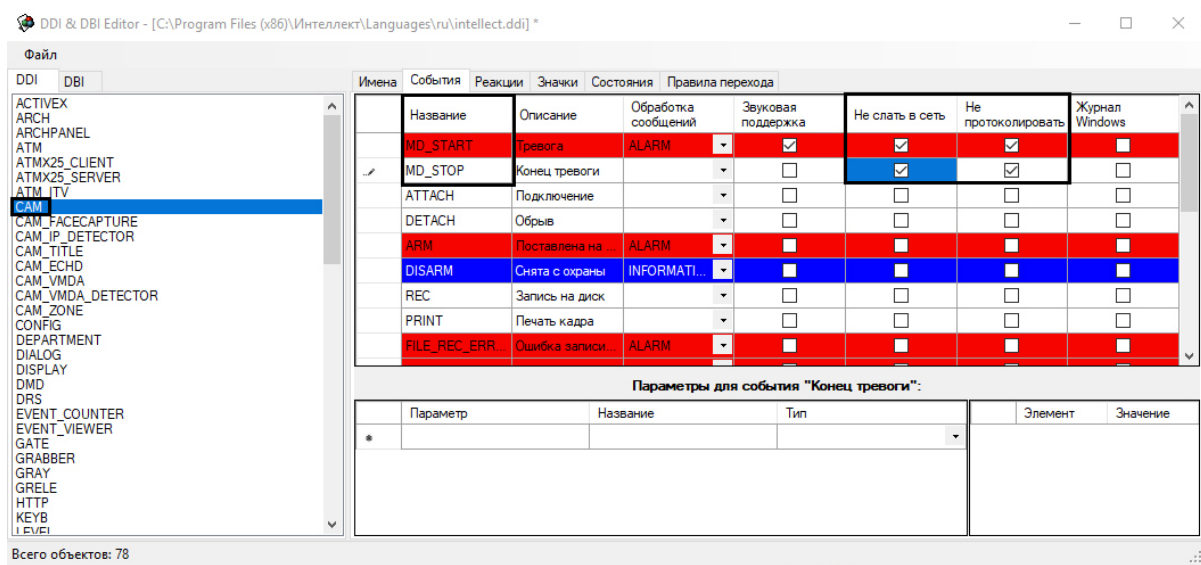 DDI & DBI Editor - [C:\Program Files (x86)\Интеллект\Languages\ru\intellect.ddi] *
Файл
DDI DBI
ACTIVEX
ARCH
ARCHPANEL
ATM
ATMX25_CLIENT
ATMX25_SERVER
ATM_ITV
CAM
CAM_FACECAPTURE
CAM_IP_DETECTOR
CAM_TITLE
CAM_ECHD
CAM_VMDA
CAM_VMDA_DETECTOR
CAM_ZONE
CONFIG
DEPARTMENT
DIALOG
DISPLAY
DMD
DRS
EVENT_COUNTER
EVENT_VIEWER
GATE
GRABBER
GRAY
GRELE
HTTP
KEYB
LEVEL
Имена События Реакции Значки Состояния Правила перехода
Название Описание Обработка сообщений Звуковая поддержка Не слать в сеть Не протоколировать Журнал Windows
MD_START Тревога ALARM
MD_STOP Конец тревоги
ATTACH Подключение
DETACH Обрыв
ARM Поставлена на ... ALARM
DISARM Снята с охраны INFORMATI...
REC Запись на диск
PRINT Печать кадра
FILE_REC_ERR... Ошибка записи... ALARM
Параметры для события "Конец тревоги":
Параметр Название Тип Элемент Значение
Всего объектов: 78